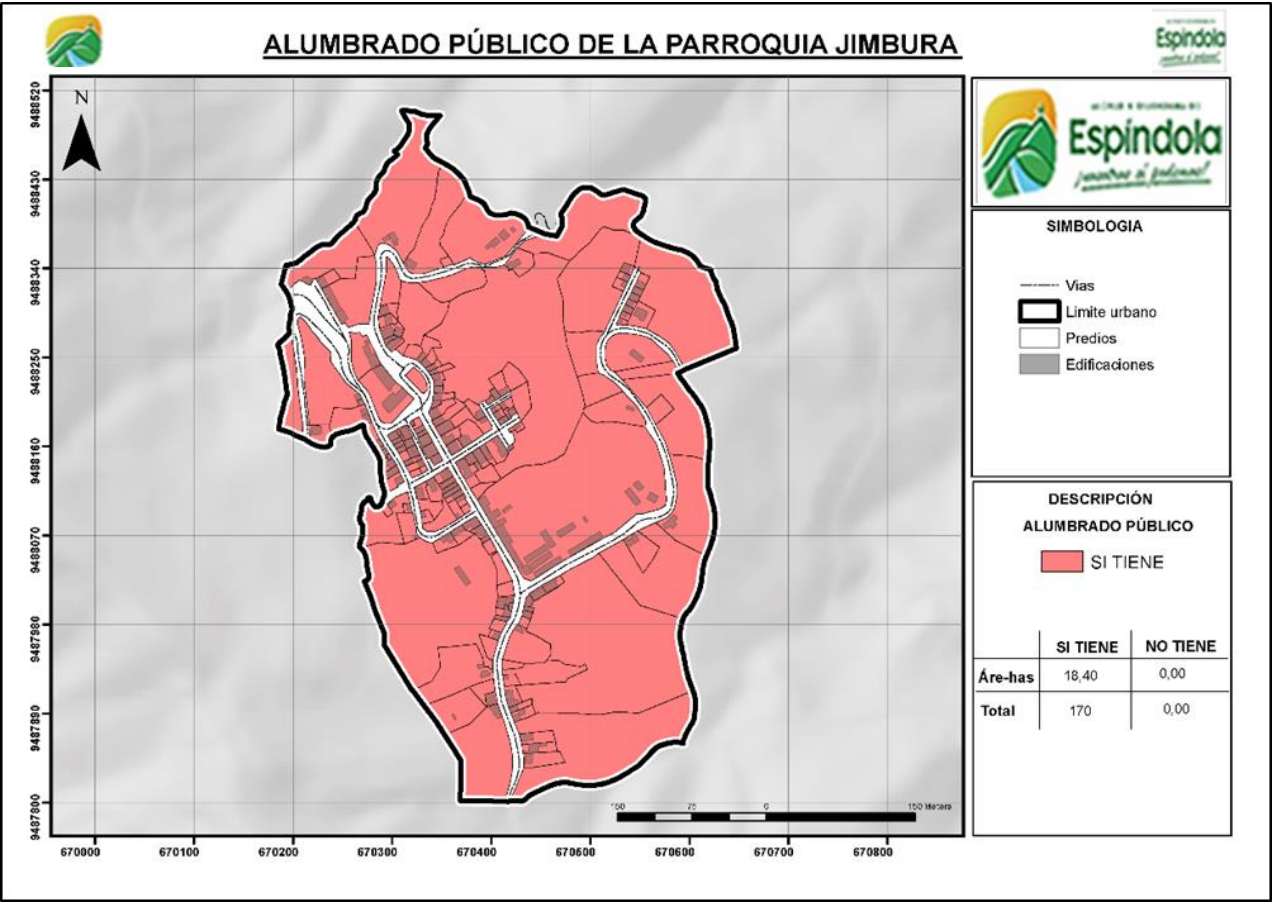 ALUMBRADO PÚBLICO DE LA PARROQUIA JIMBURA
Espíndola
Espíndola
N
9488520
9488430
9488340
9488250
9488160
9488070
9487980
9487890
9487800
670000
670100
670200
670300
670400
670500
670600
670700
670800
150
75
0
150 Meters
SIMBOLOGIA
Vias
Limite urbano
Predios
Edificaciones
DESCRIPCIÓN
ALUMBRADO PÚBLICO
SI TIENE
SI TIENE NO TIENE
Áre-has 18,40 0,00
Total 170 0,00